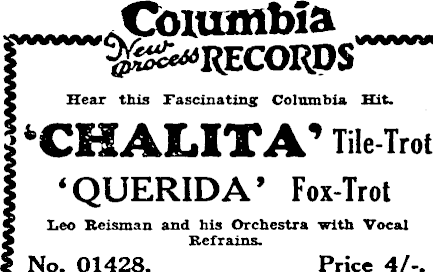 Columbia
New process RECORDS
Hear this Fascinating Columbia Hit.
'CHALITA' Tile-Trot
'QUERIDA' Fox-Trot
Leo Reisman and his Orchestra with Vocal
Refrains.
No. 01428. Price 4/-.